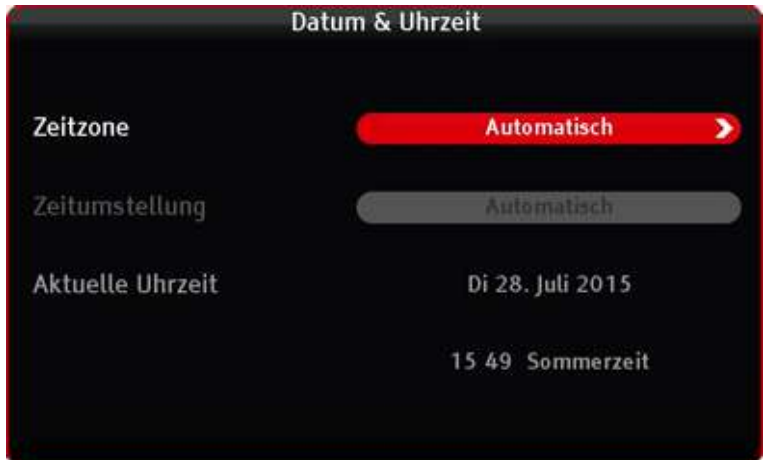 Datum & Uhrzeit
Zeitzone Automatisch
Zeitumstellung Automatisch
Aktuelle Uhrzeit Di 28. Juli 2015
15 49 Sommerzeit